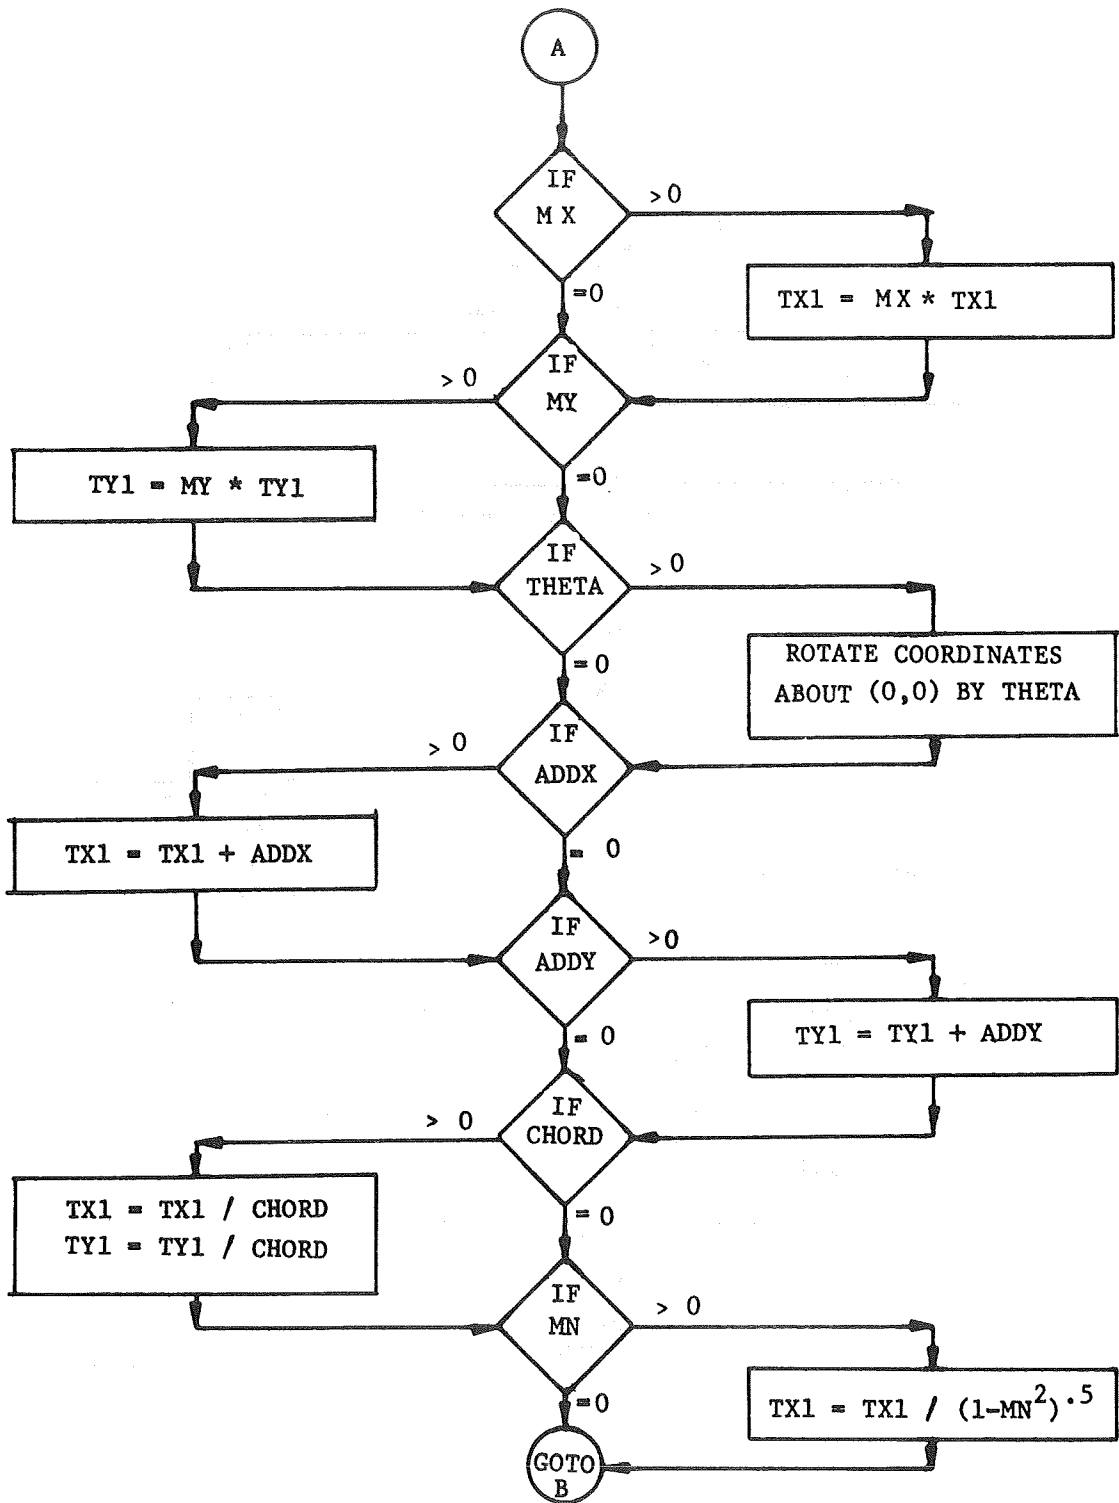 A
IF
MX
>0
=0
TX1 = MX * TX1
IF
MY
> 0
=0
TY1 = MY * TY1
IF
THETA
>0
=0
ROTATE COORDINATES
ABOUT (0,0) BY THETA
IF
ADDX
> 0
= 0
TX1 = TX1 + ADDX
IF
ADDY
>0
= 0
TY1 = TY1 + ADDY
IF
CHORD
> 0
= 0
TX1 = TX1 / CHORD
TY1 = TY1 / CHORD
IF
MN
> 0
=0
TX1 = TX1 / (1-MN²)^.5
GOTO
B